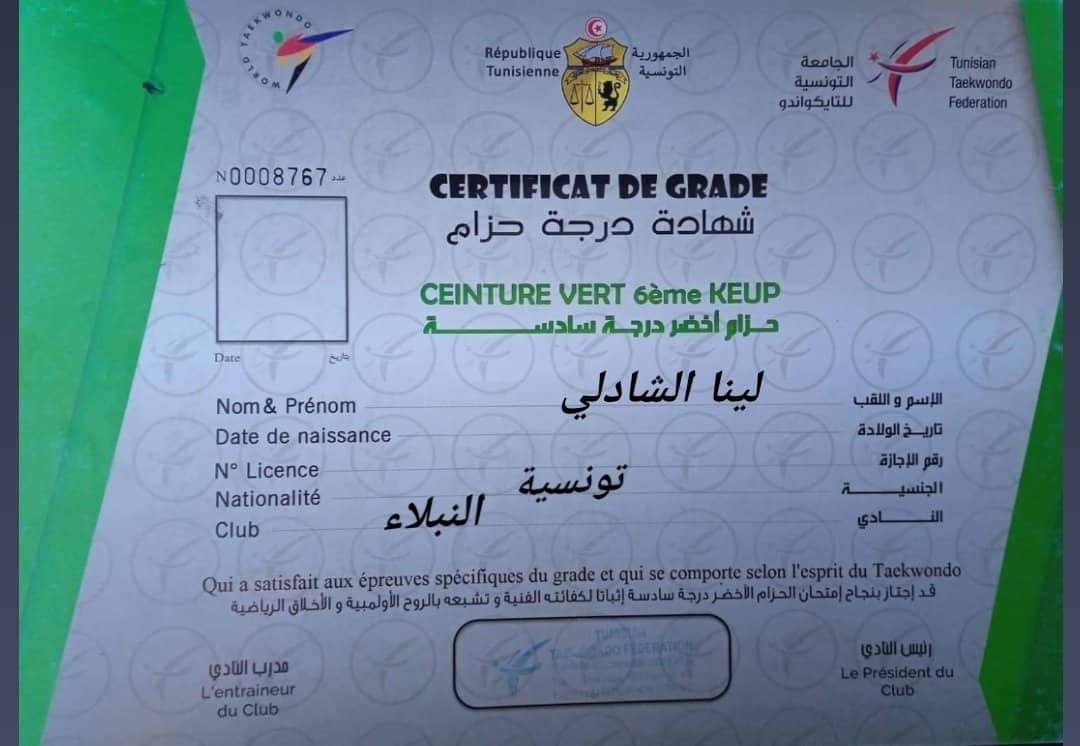 WORLD TAEKWONDO
République
Tunisienne
الجمهورية
التونسية
الجامعة
التونسية
للتايكواندو
Tunisian
Taekwondo
Federation
N0008767 عدد
CERTIFICAT DE GRADE
شهادة درجة حزام
CEINTURE VERT 6ème KEUP
حزام أخضر درجة سادسة
Date تاريخ
Nom & Prénom لينا الشادلي الإسم و اللقب
Date de naissance تاريخ الولادة
N° Licence رقم الإجازة
Nationalité تونسية الجنسية
Club النبلاء النادي
Qui a satisfait aux épreuves spécifiques du grade et qui se comporte selon l'esprit du Taekwondo
قد إجتاز بنجاح إمتحان الحزام الأخضر درجة سادسة إثباتا لكفائته الفنية و تشبعه بالروح الأولمبية و الأخلاق الرياضية
مدرب النادي
L'entraineur
du Club
TUNISIAN
TAEKWONDO FEDERATION
رئيس النادي
Le Président du
Club